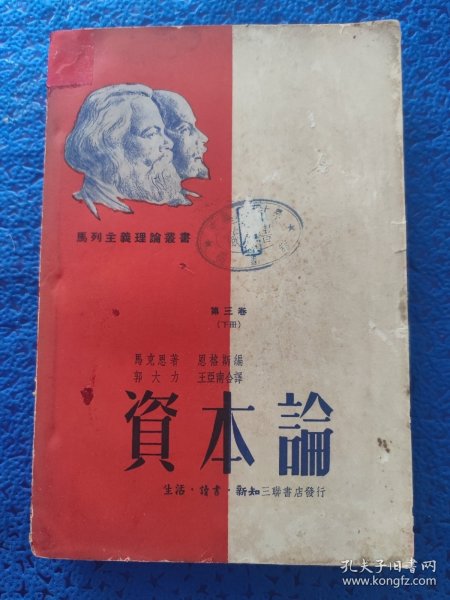 馬列主義理論叢書
第三卷
（下冊）
馬克思著 恩格斯編
郭大力 王亞南合譯
資本論
生活·讀書·新知三聯書店發行
孔夫子旧书网
www.kongfz.com